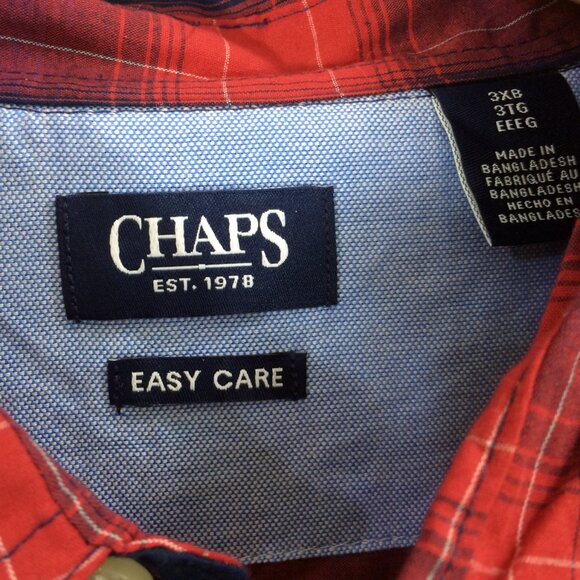 CHAPS
EST. 1978
EASY CARE
3XB
3TG
EEEG
MADE IN
BANGLADESH
FABRIQUÉ AU
BANGLADESH
HECHO EN
BANGLADES